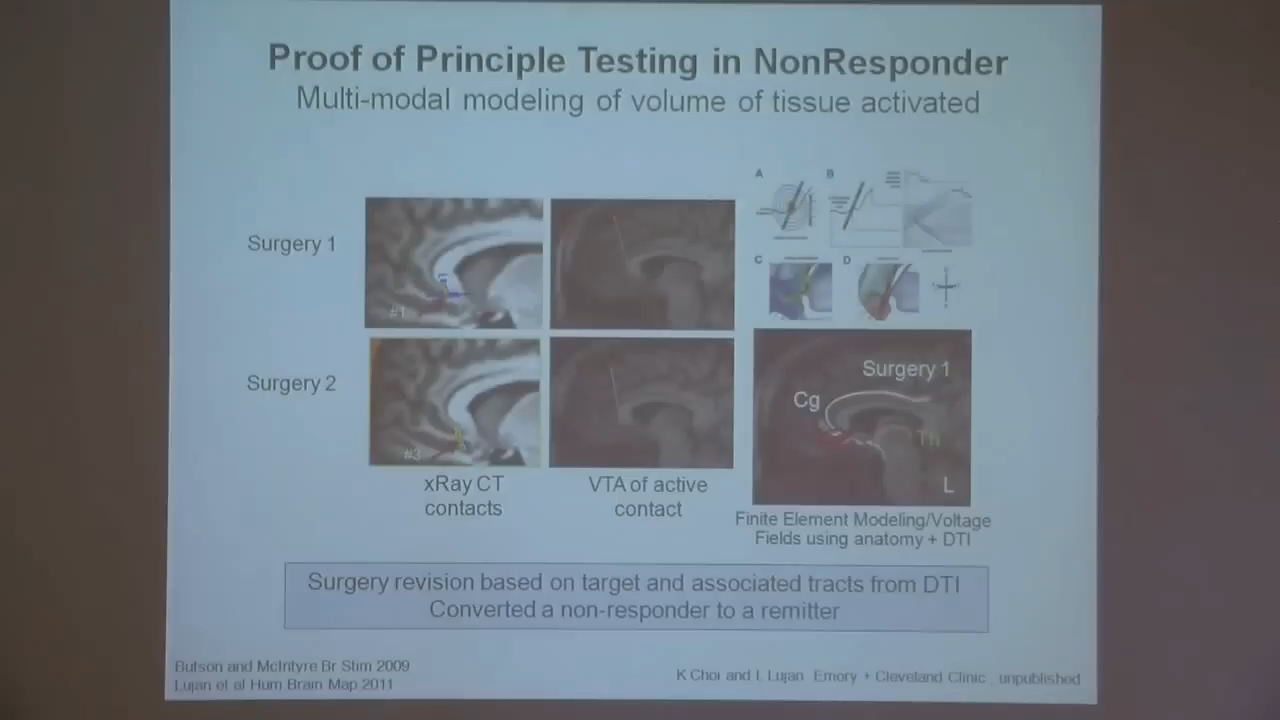 Proof of Principle Testing in NonResponder
Multi-modal modeling of volume of tissue activated
A
B
Surgery 1
C
D
#1
Surgery 1
Cg
Surgery 2
Th
#3
L
xRay CT
contacts
VTA of active
contact
Finite Element Modeling/Voltage
Fields using anatomy + DTI
Surgery revision based on target and associated tracts from DTI
Converted a non-responder to a remitter
Butson and McIntyre Br Stim 2009
Lujan et al Hum Brain Map 2011
K Choi and L Lujan Emory + Cleveland Clinic , unpublished